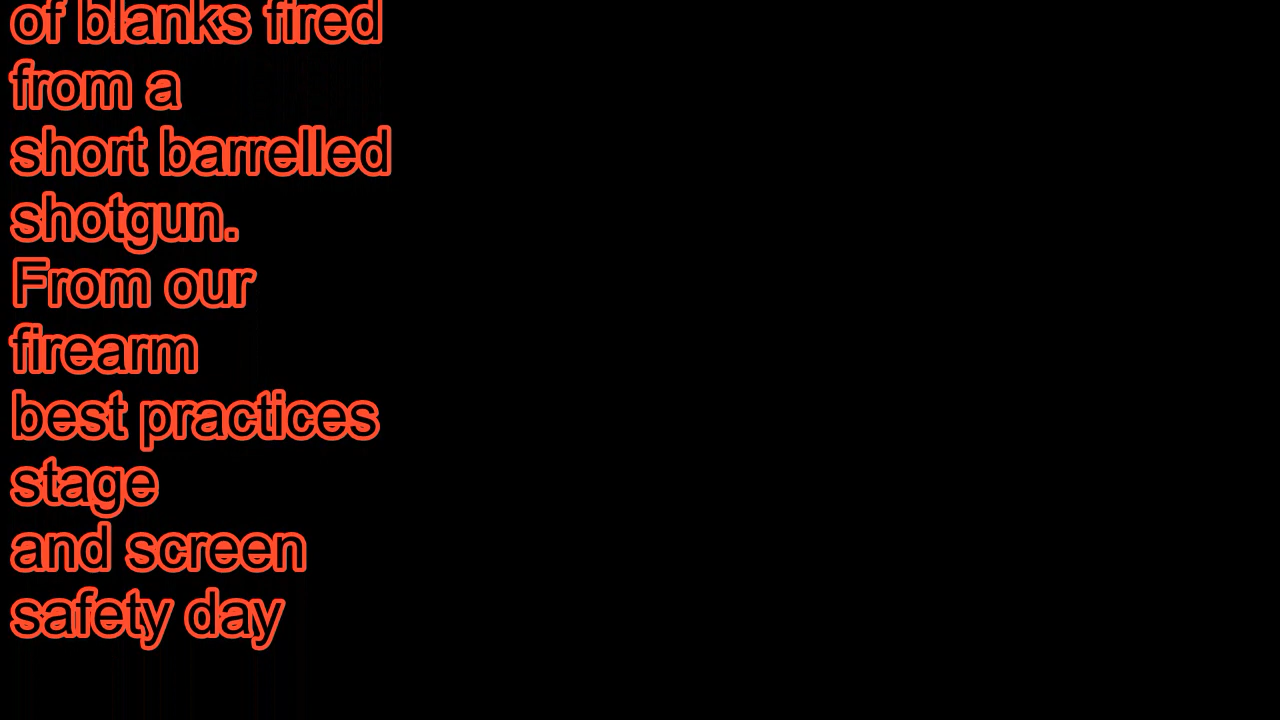 of blanks fired
from a
short barrelled
shotgun.
From our
firearm
best practices
stage
and screen
safety day